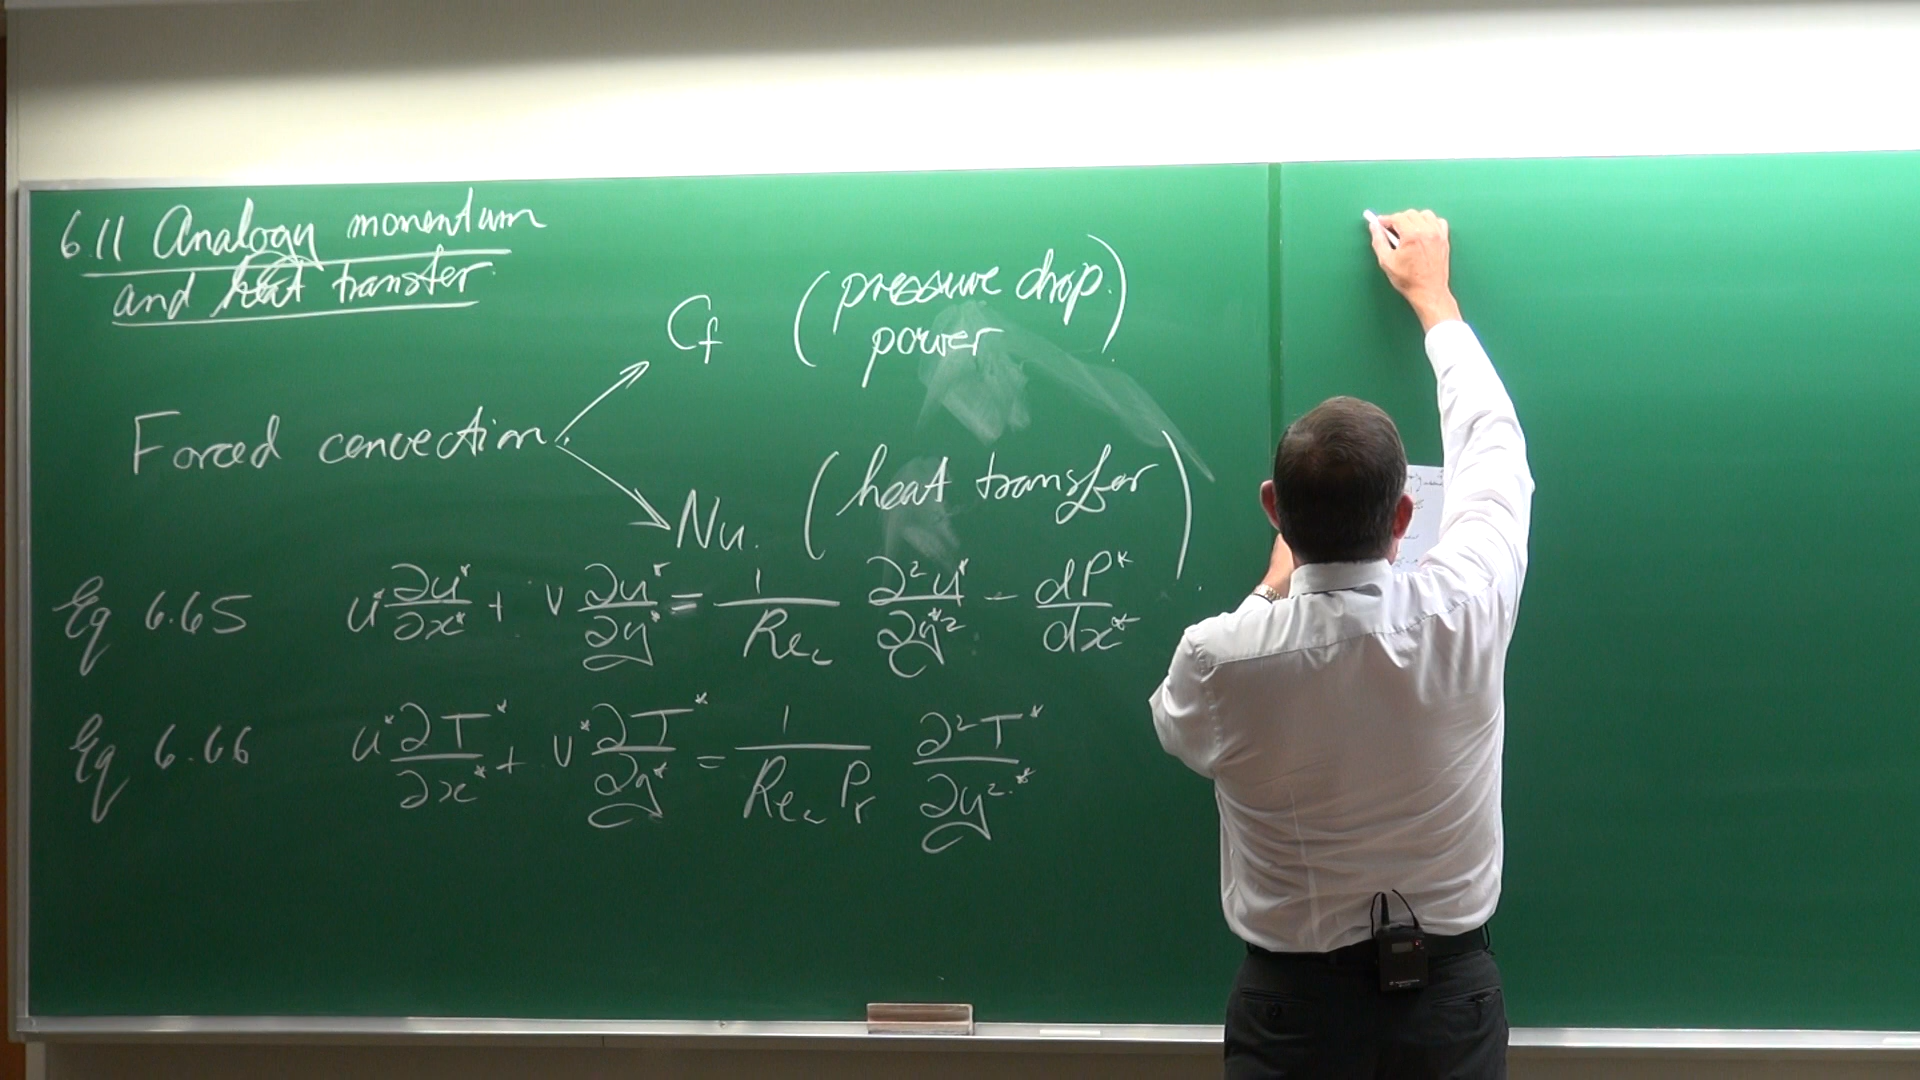 6.11 Analogy momentum
and heat transfer.
Cf (pressure drop.
power)
Forced convection
Nu. (heat transfer)
Eq 6.65 u* ∂u*/∂x* + v ∂u*/∂y* = 1/Re_L ∂²u*/∂y*² - dP*/dx*
Eq 6.66 u* ∂T*/∂x* + v* ∂T*/∂y* = 1/(Re_L Pr) ∂²T*/∂y²*